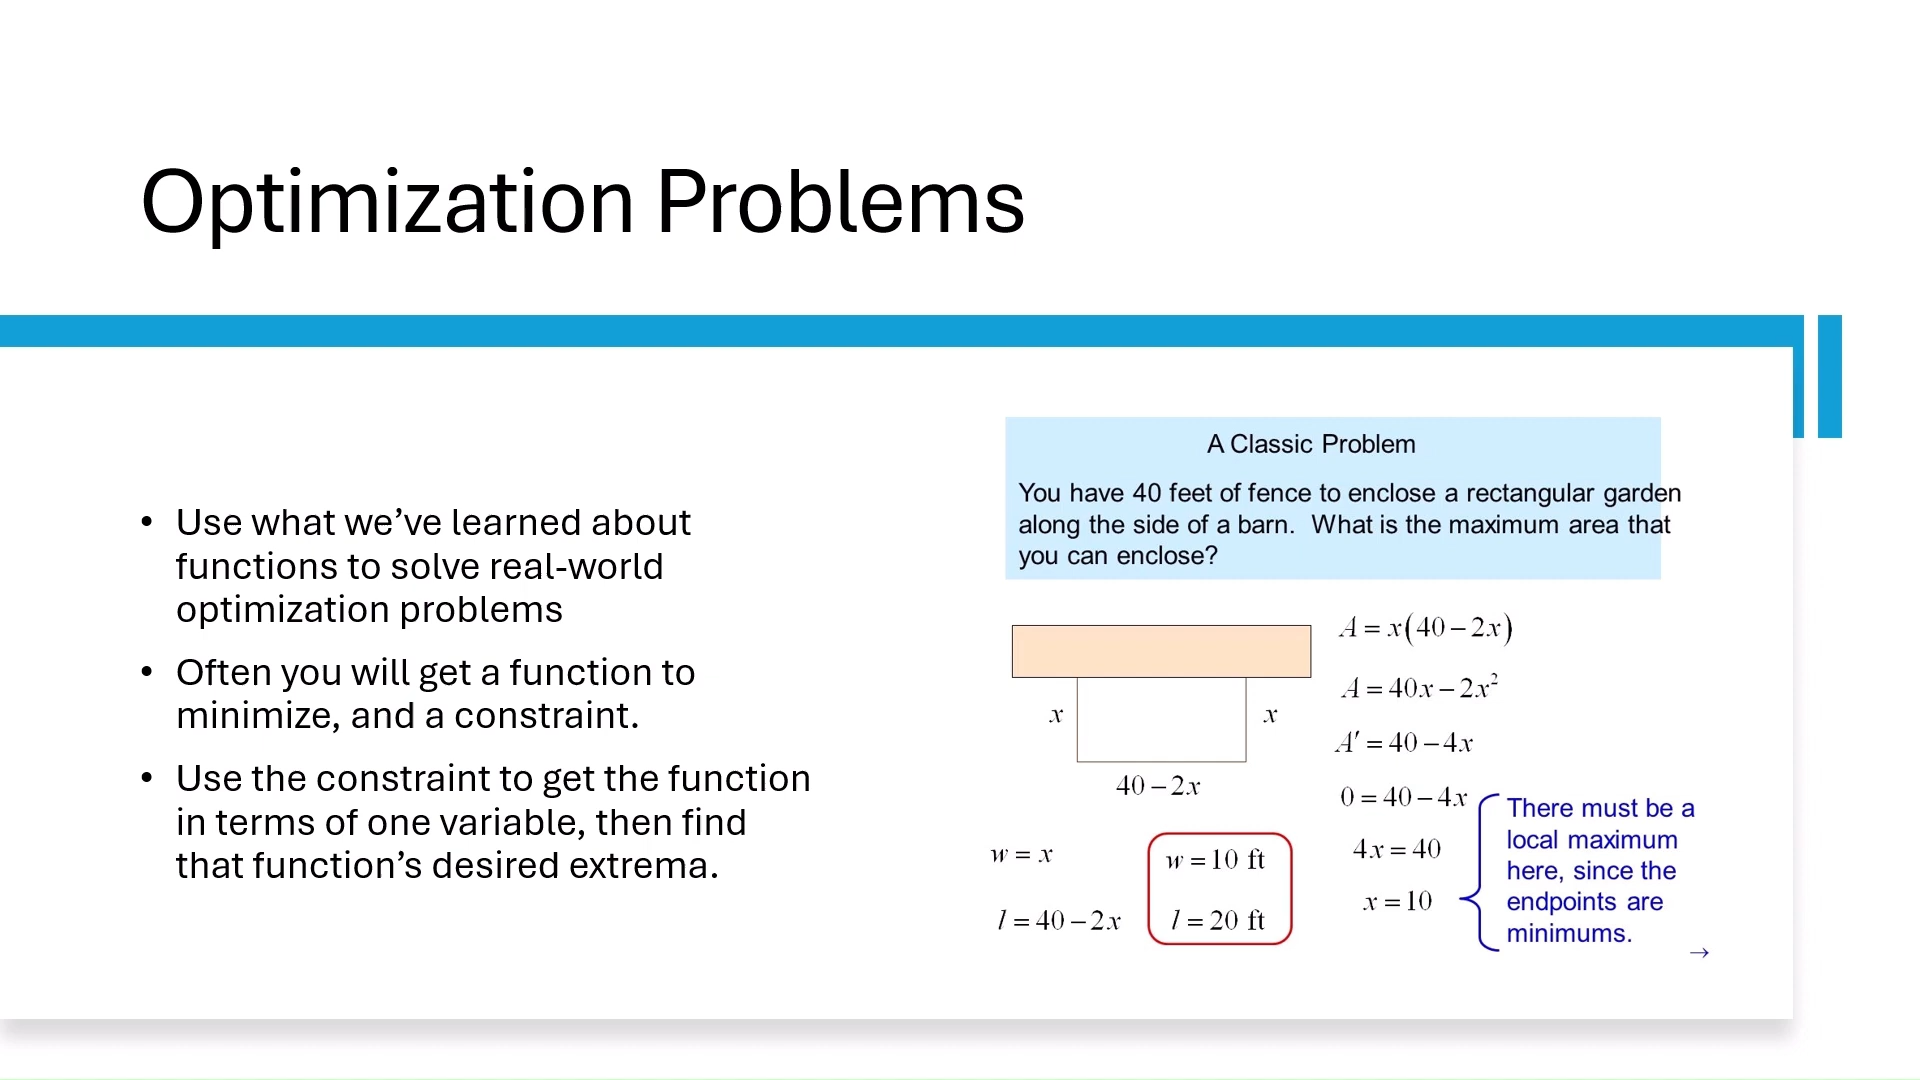 Optimization Problems
• Use what we’ve learned about
functions to solve real-world
optimization problems
• Often you will get a function to
minimize, and a constraint.
• Use the constraint to get the function
in terms of one variable, then find
that function’s desired extrema.
A Classic Problem
You have 40 feet of fence to enclose a rectangular garden
along the side of a barn. What is the maximum area that
you can enclose?
x
x
40 – 2x
w = x
l = 40 – 2x
w = 10 ft
l = 20 ft
A = x(40 – 2x)
A = 40x – 2x²
A′ = 40 – 4x
0 = 40 – 4x
4x = 40
x = 10
There must be a
local maximum
here, since the
endpoints are
minimums.
→